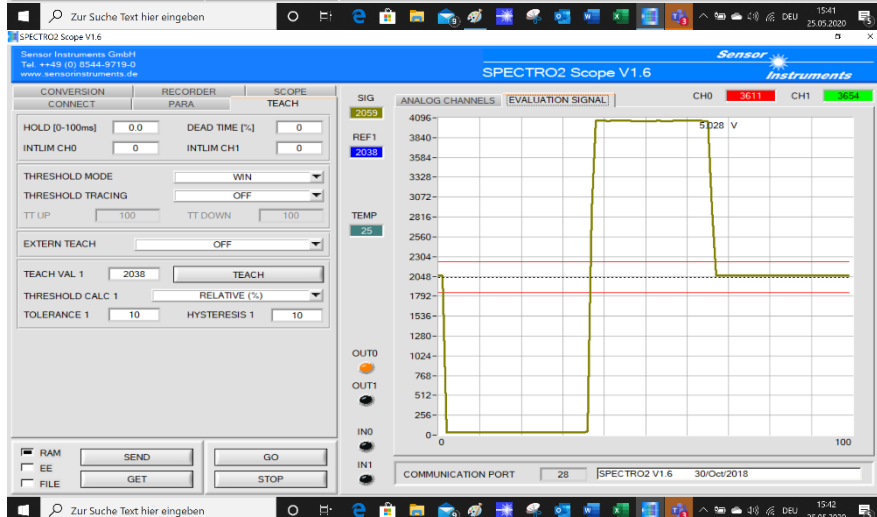 Zur Suche Text hier eingeben
DEU
15:41
25.05.2020
SPECTRO2 Scope V1.6
Sensor Instruments GmbH
Tel. ++49 (0) 8544-9719-0
www.sensorinstruments.de
SPECTRO2 Scope V1.6
Sensor
Instruments
CONVERSION RECORDER SCOPE
CONNECT PARA TEACH
HOLD [0-100ms] 0.0 DEAD TIME [%] 0
INTLIM CH0 0 INTLIM CH1 0
THRESHOLD MODE WIN
THRESHOLD TRACING OFF
TT UP 100 TT DOWN 100
EXTERN TEACH OFF
TEACH VAL 1 2038 TEACH
THRESHOLD CALC 1 RELATIVE (%)
TOLERANCE 1 10 HYSTERESIS 1 10
RAM
EE
FILE
SEND GO
GET STOP
SIG
2059
REF1
2038
TEMP
25
OUT0
OUT1
IN0
IN1
ANALOG CHANNELS EVALUATION SIGNAL
CH0 3611 CH1 3654
5.028 V
4096
3840
3584
3328
3072
2816
2560
2304
2048
1792
1536
1280
1024
768
512
256
0
0 100
COMMUNICATION PORT 28 SPECTRO2 V1.6 30/Oct/2018
Zur Suche Text hier eingeben
DEU
15:42
25.05.2020